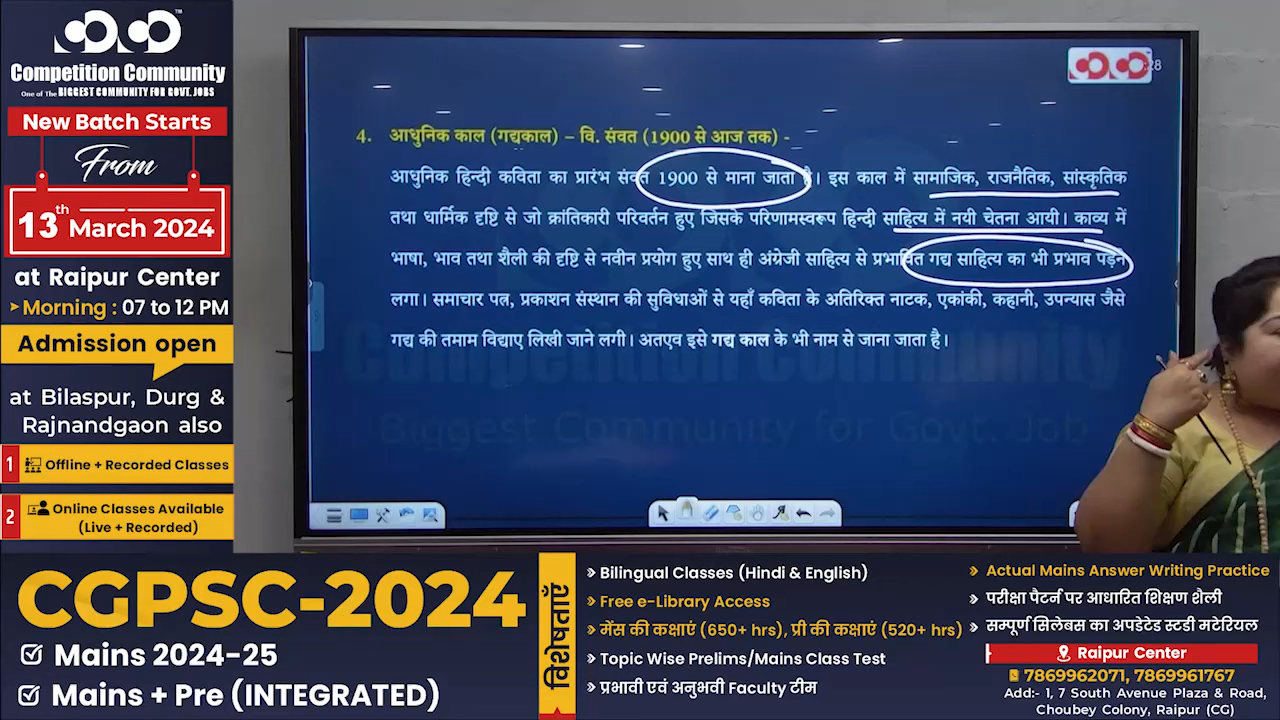 Competition Community
One of The BIGGEST COMMUNITY FOR GOVT. JOBS
New Batch Starts
From
13th March 2024
at Raipur Center
Morning : 07 to 12 PM
Admission open
at Bilaspur, Durg &
Rajnandgaon also
1 Offline + Recorded Classes
2 Online Classes Available
(Live + Recorded)
:28
4. आधुनिक काल (गद्यकाल) – वि. संवत (1900 से आज तक) -
आधुनिक हिन्दी कविता का प्रारंभ संवत 1900 से माना जाता है। इस काल में सामाजिक, राजनैतिक, सांस्कृतिक
तथा धार्मिक दृष्टि से जो क्रांतिकारी परिवर्तन हुए जिसके परिणामस्वरूप हिन्दी साहित्य में नयी चेतना आयी। काव्य में
भाषा, भाव तथा शैली की दृष्टि से नवीन प्रयोग हुए साथ ही अंग्रेजी साहित्य से प्रभावित गद्य साहित्य का भी प्रभाव पड़ने
लगा। समाचार पत्र, प्रकाशन संस्थान की सुविधाओं से यहाँ कविता के अतिरिक्त नाटक, एकांकी, कहानी, उपन्यास जैसे
गद्य की तमाम विद्याए लिखी जाने लगी। अतएव इसे गद्य काल के भी नाम से जाना जाता है।
Competition Community
Biggest Community for Govt. Job
CGPSC-2024
Mains 2024-25
Mains + Pre (INTEGRATED)
विशेषताएँ
Bilingual Classes (Hindi & English)
Free e-Library Access
मेंस की कक्षाएं (650+ hrs), प्री की कक्षाएं (520+ hrs)
Topic Wise Prelims/Mains Class Test
प्रभावी एवं अनुभवी Faculty टीम
Actual Mains Answer Writing Practice
परीक्षा पैटर्न पर आधारित शिक्षण शैली
सम्पूर्ण सिलेबस का अपडेटेड स्टडी मटेरियल
Raipur Center
7869962071, 7869961767
Add:- 1, 7 South Avenue Plaza & Road,
Choubey Colony, Raipur (CG)